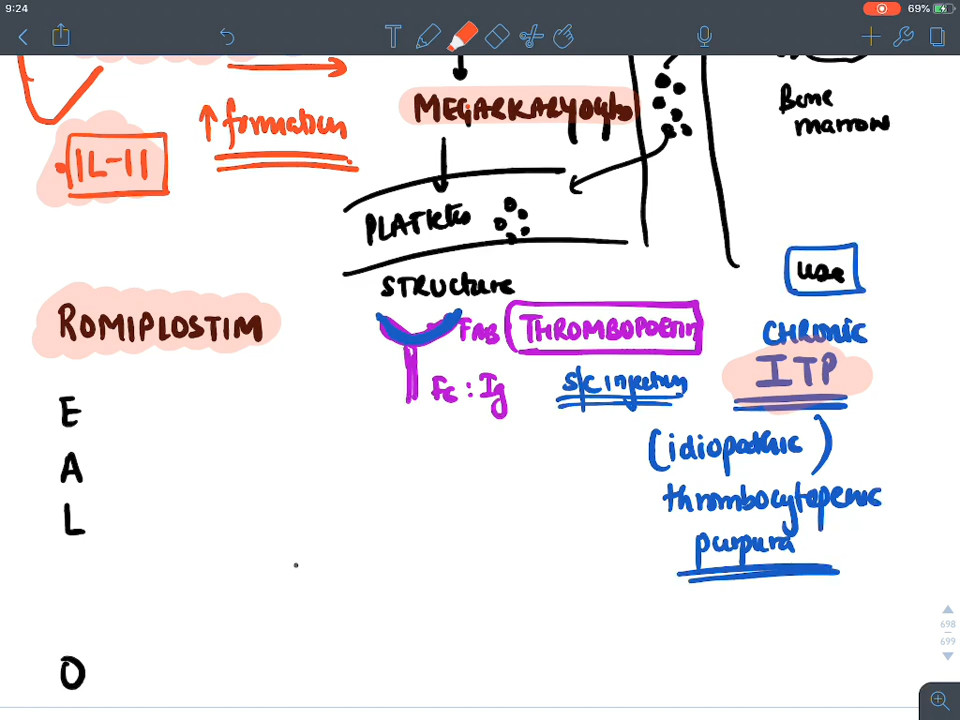 9:24
69%
T
MEGAKKARYOcyte
Bone
marrow
↑ formation
IL-11
PLATelets
STRUcture
use
ROMIPLOSTIM
FAB THROMBOPOETIN
CHRONIC
Fc : Ig
s/c injection
ITP
E
(idiopathic)
A
thrombocytopenic
L
purpura
698
699
O